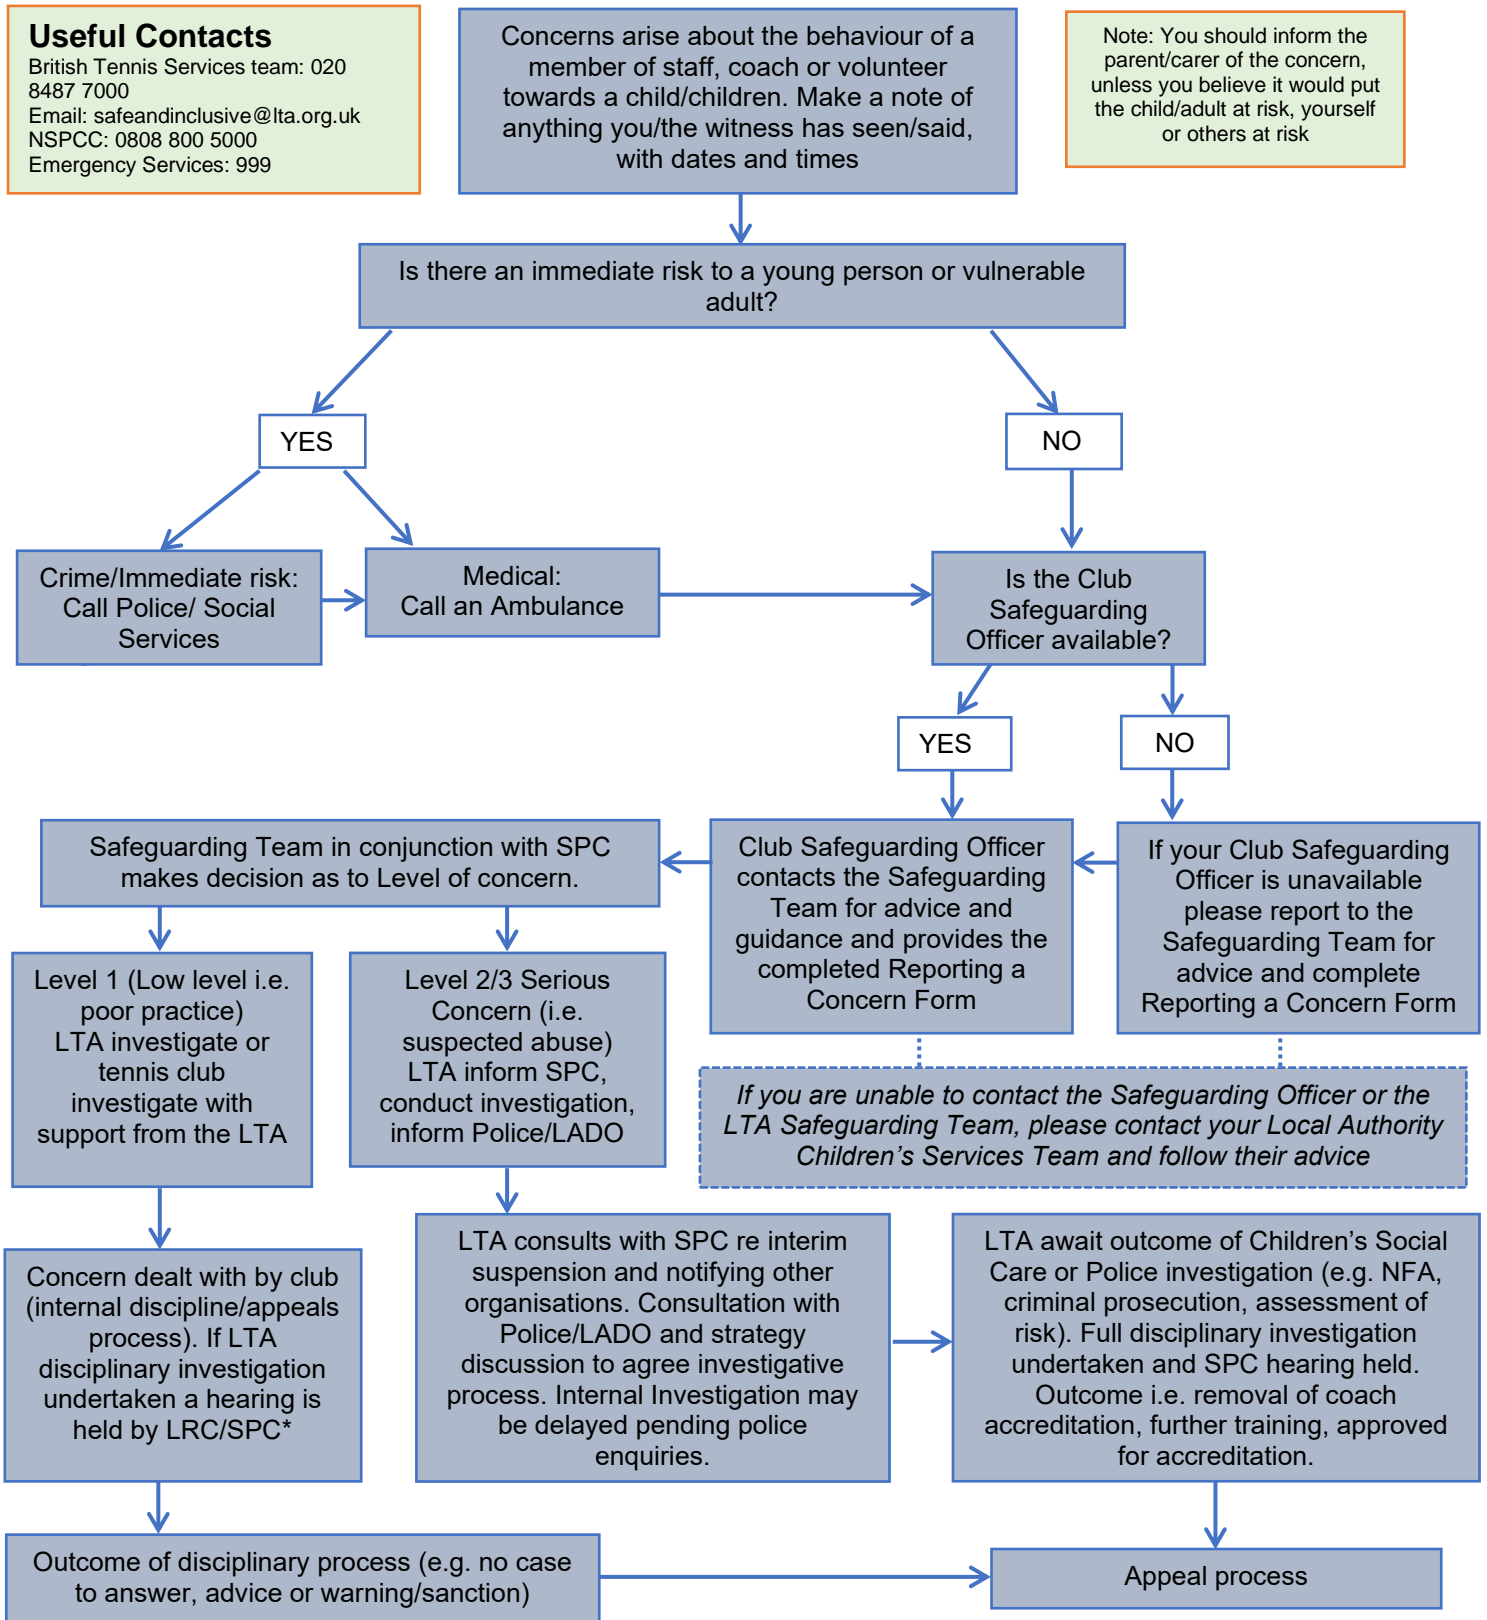 Useful Contacts
British Tennis Services team: 020
8487 7000
Email: safeandinclusive@lta.org.uk
NSPCC: 0808 800 5000
Emergency Services: 999
Concerns arise about the behaviour of a
member of staff, coach or volunteer
towards a child/children. Make a note of
anything you/the witness has seen/said,
with dates and times
Note: You should inform the
parent/carer of the concern,
unless you believe it would put
the child/adult at risk, yourself
or others at risk
Is there an immediate risk to a young person or vulnerable
adult?
YES
NO
Crime/Immediate risk:
Call Police/ Social
Services
Medical:
Call an Ambulance
Is the Club
Safeguarding
Officer available?
YES
NO
Safeguarding Team in conjunction with SPC
makes decision as to Level of concern.
Club Safeguarding Officer
contacts the Safeguarding
Team for advice and
guidance and provides the
completed Reporting a
Concern Form
If your Club Safeguarding
Officer is unavailable
please report to the
Safeguarding Team for
advice and complete
Reporting a Concern Form
Level 1 (Low level i.e.
poor practice)
LTA investigate or
tennis club
investigate with
support from the LTA
Level 2/3 Serious
Concern (i.e.
suspected abuse)
LTA inform SPC,
conduct investigation,
inform Police/LADO
If you are unable to contact the Safeguarding Officer or the
LTA Safeguarding Team, please contact your Local Authority
Children’s Services Team and follow their advice
Concern dealt with by club
(internal discipline/appeals
process). If LTA
disciplinary investigation
undertaken a hearing is
held by LRC/SPC*
LTA consults with SPC re interim
suspension and notifying other
organisations. Consultation with
Police/LADO and strategy
discussion to agree investigative
process. Internal Investigation may
be delayed pending police
enquiries.
LTA await outcome of Children’s Social
Care or Police investigation (e.g. NFA,
criminal prosecution, assessment of
risk). Full disciplinary investigation
undertaken and SPC hearing held.
Outcome i.e. removal of coach
accreditation, further training, approved
for accreditation.
Outcome of disciplinary process (e.g. no case
to answer, advice or warning/sanction)
Appeal process